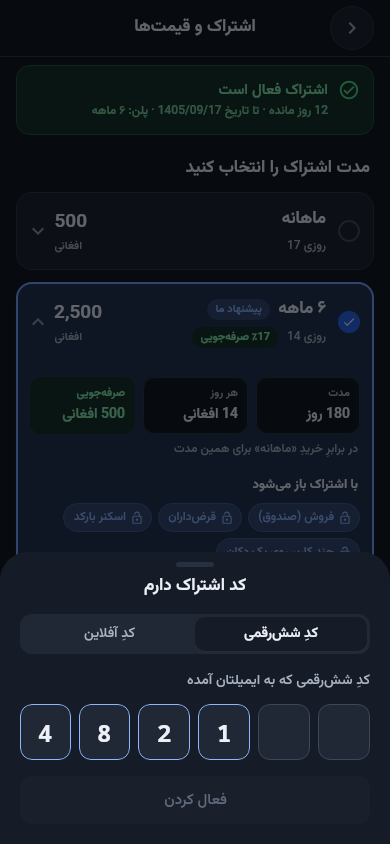 اشتراک و قیمت‌ها
اشتراک فعال است
12 روز مانده · تا تاریخ 1405/09/17 · پلن: ۶ ماهه
مدت اشتراک را انتخاب کنید
ماهانه
500
روزی 17
افغانی
۶ ماهه
پیشنهاد ما
2,500
روزی 14
17٪ صرفه‌جویی
افغانی
مدت
هر روز
صرفه‌جویی
180 روز
14 افغانی
500 افغانی
در برابرِ خریدِ «ماهانه» برای همین مدت
با اشتراک باز می‌شود
فروش (صندوق)
قرض‌داران
اسکنر بارکد
کد اشتراک دارم
کدِ شش‌رقمی
کدِ آفلاین
کدِ شش‌رقمی که به ایمیلتان آمده
4 8 2 1
فعال کردن